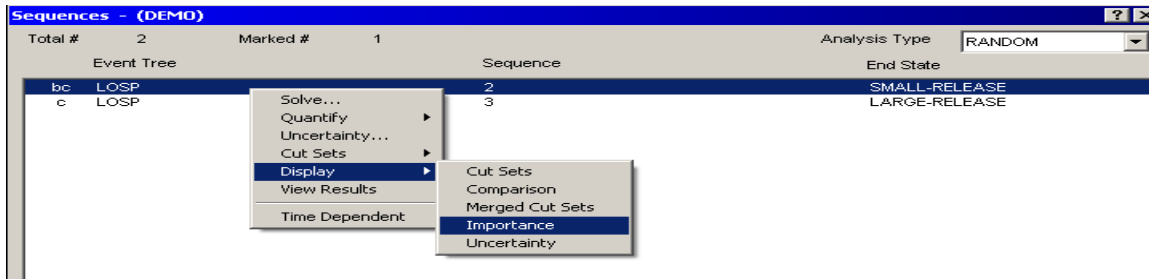 Sequences - (DEMO)
Total # 2 Marked # 1 Analysis Type RANDOM
Event Tree Sequence End State
bc LOSP 2 SMALL-RELEASE
c LOSP 3 LARGE-RELEASE
Solve...
Quantify
Uncertainty...
Cut Sets
Display
View Results
Time Dependent
Cut Sets
Comparison
Merged Cut Sets
Importance
Uncertainty